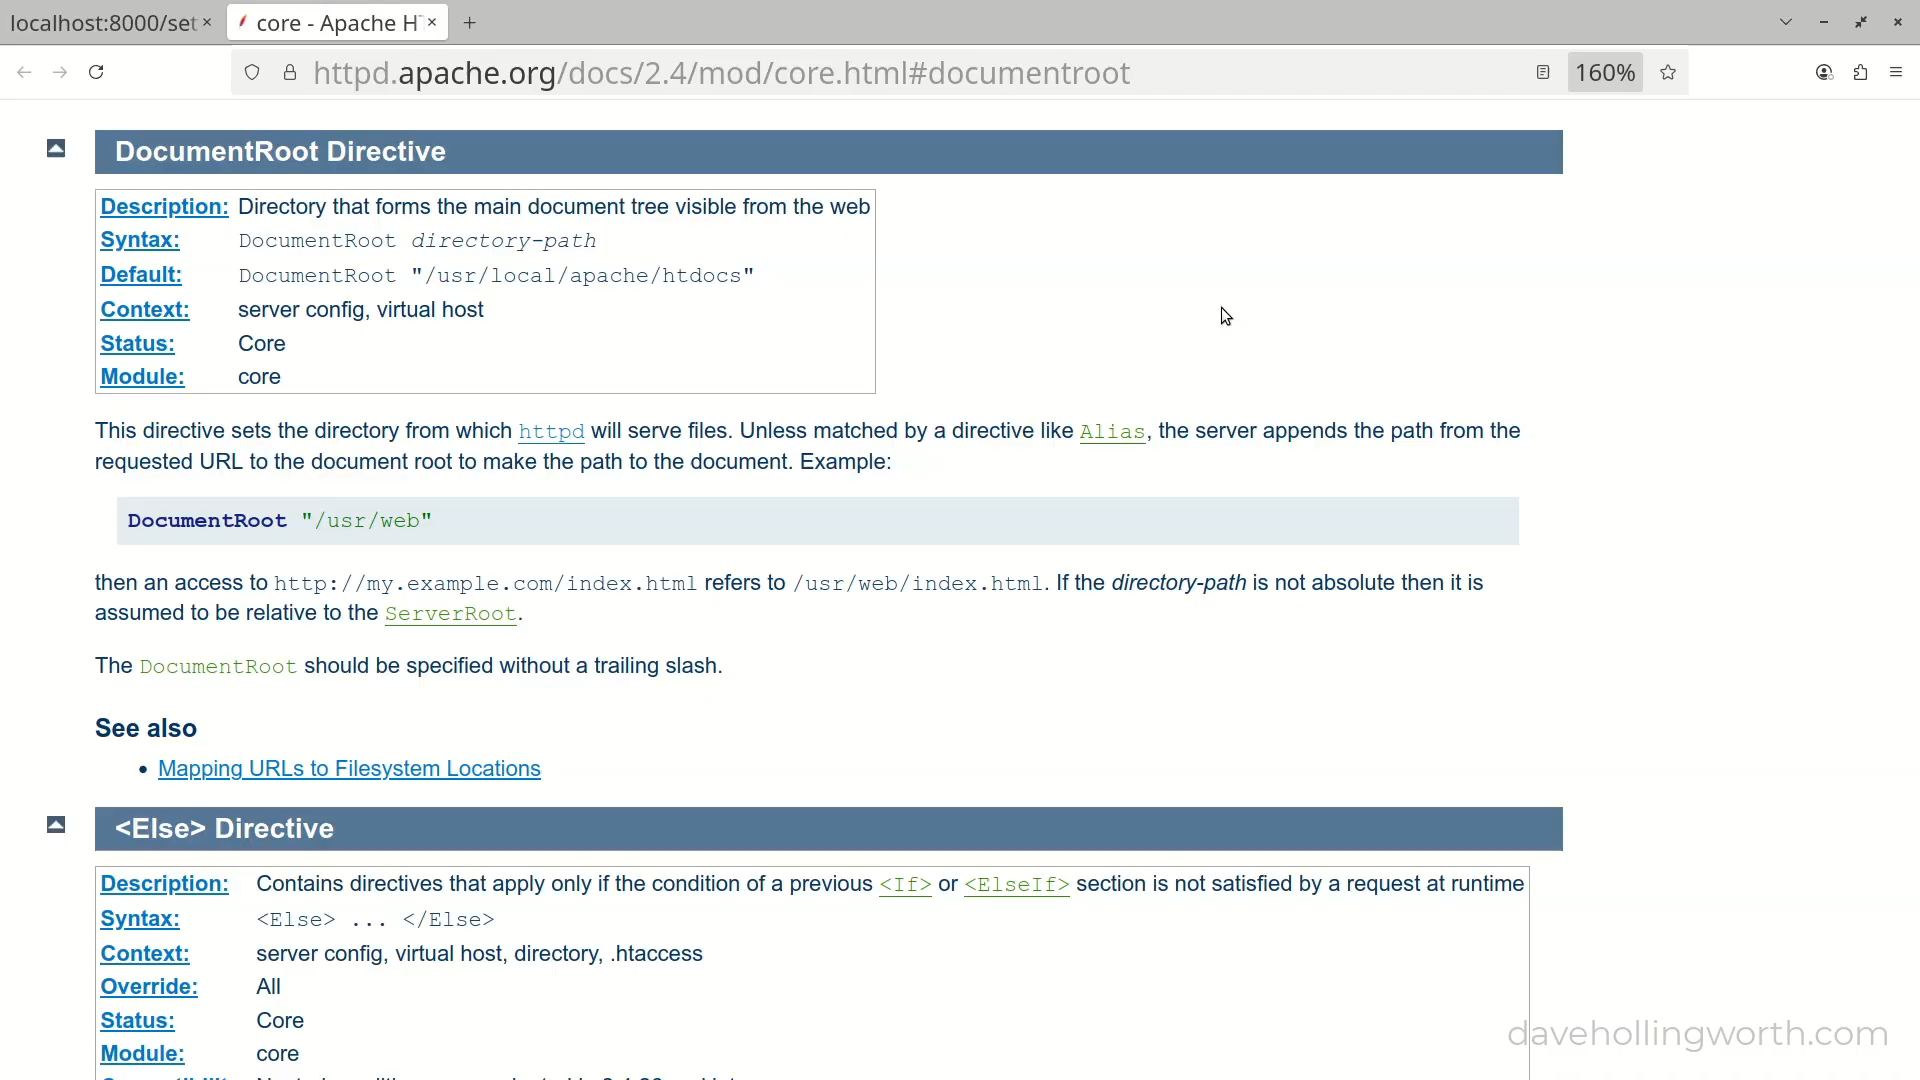 localhost:8000/set
core - Apache HT
httpd.apache.org/docs/2.4/mod/core.html#documentroot
160%
DocumentRoot Directive
Description: Directory that forms the main document tree visible from the web
Syntax: DocumentRoot directory-path
Default: DocumentRoot "/usr/local/apache/htdocs"
Context: server config, virtual host
Status: Core
Module: core
This directive sets the directory from which httpd will serve files. Unless matched by a directive like Alias, the server appends the path from the
requested URL to the document root to make the path to the document. Example:
DocumentRoot "/usr/web"
then an access to http://my.example.com/index.html refers to /usr/web/index.html. If the directory-path is not absolute then it is
assumed to be relative to the ServerRoot.
The DocumentRoot should be specified without a trailing slash.
See also
• Mapping URLs to Filesystem Locations
<Else> Directive
Description: Contains directives that apply only if the condition of a previous <If> or <ElseIf> section is not satisfied by a request at runtime
Syntax: <Else> ... </Else>
Context: server config, virtual host, directory, .htaccess
Override: All
Status: Core
Module: core
davehollingworth.com